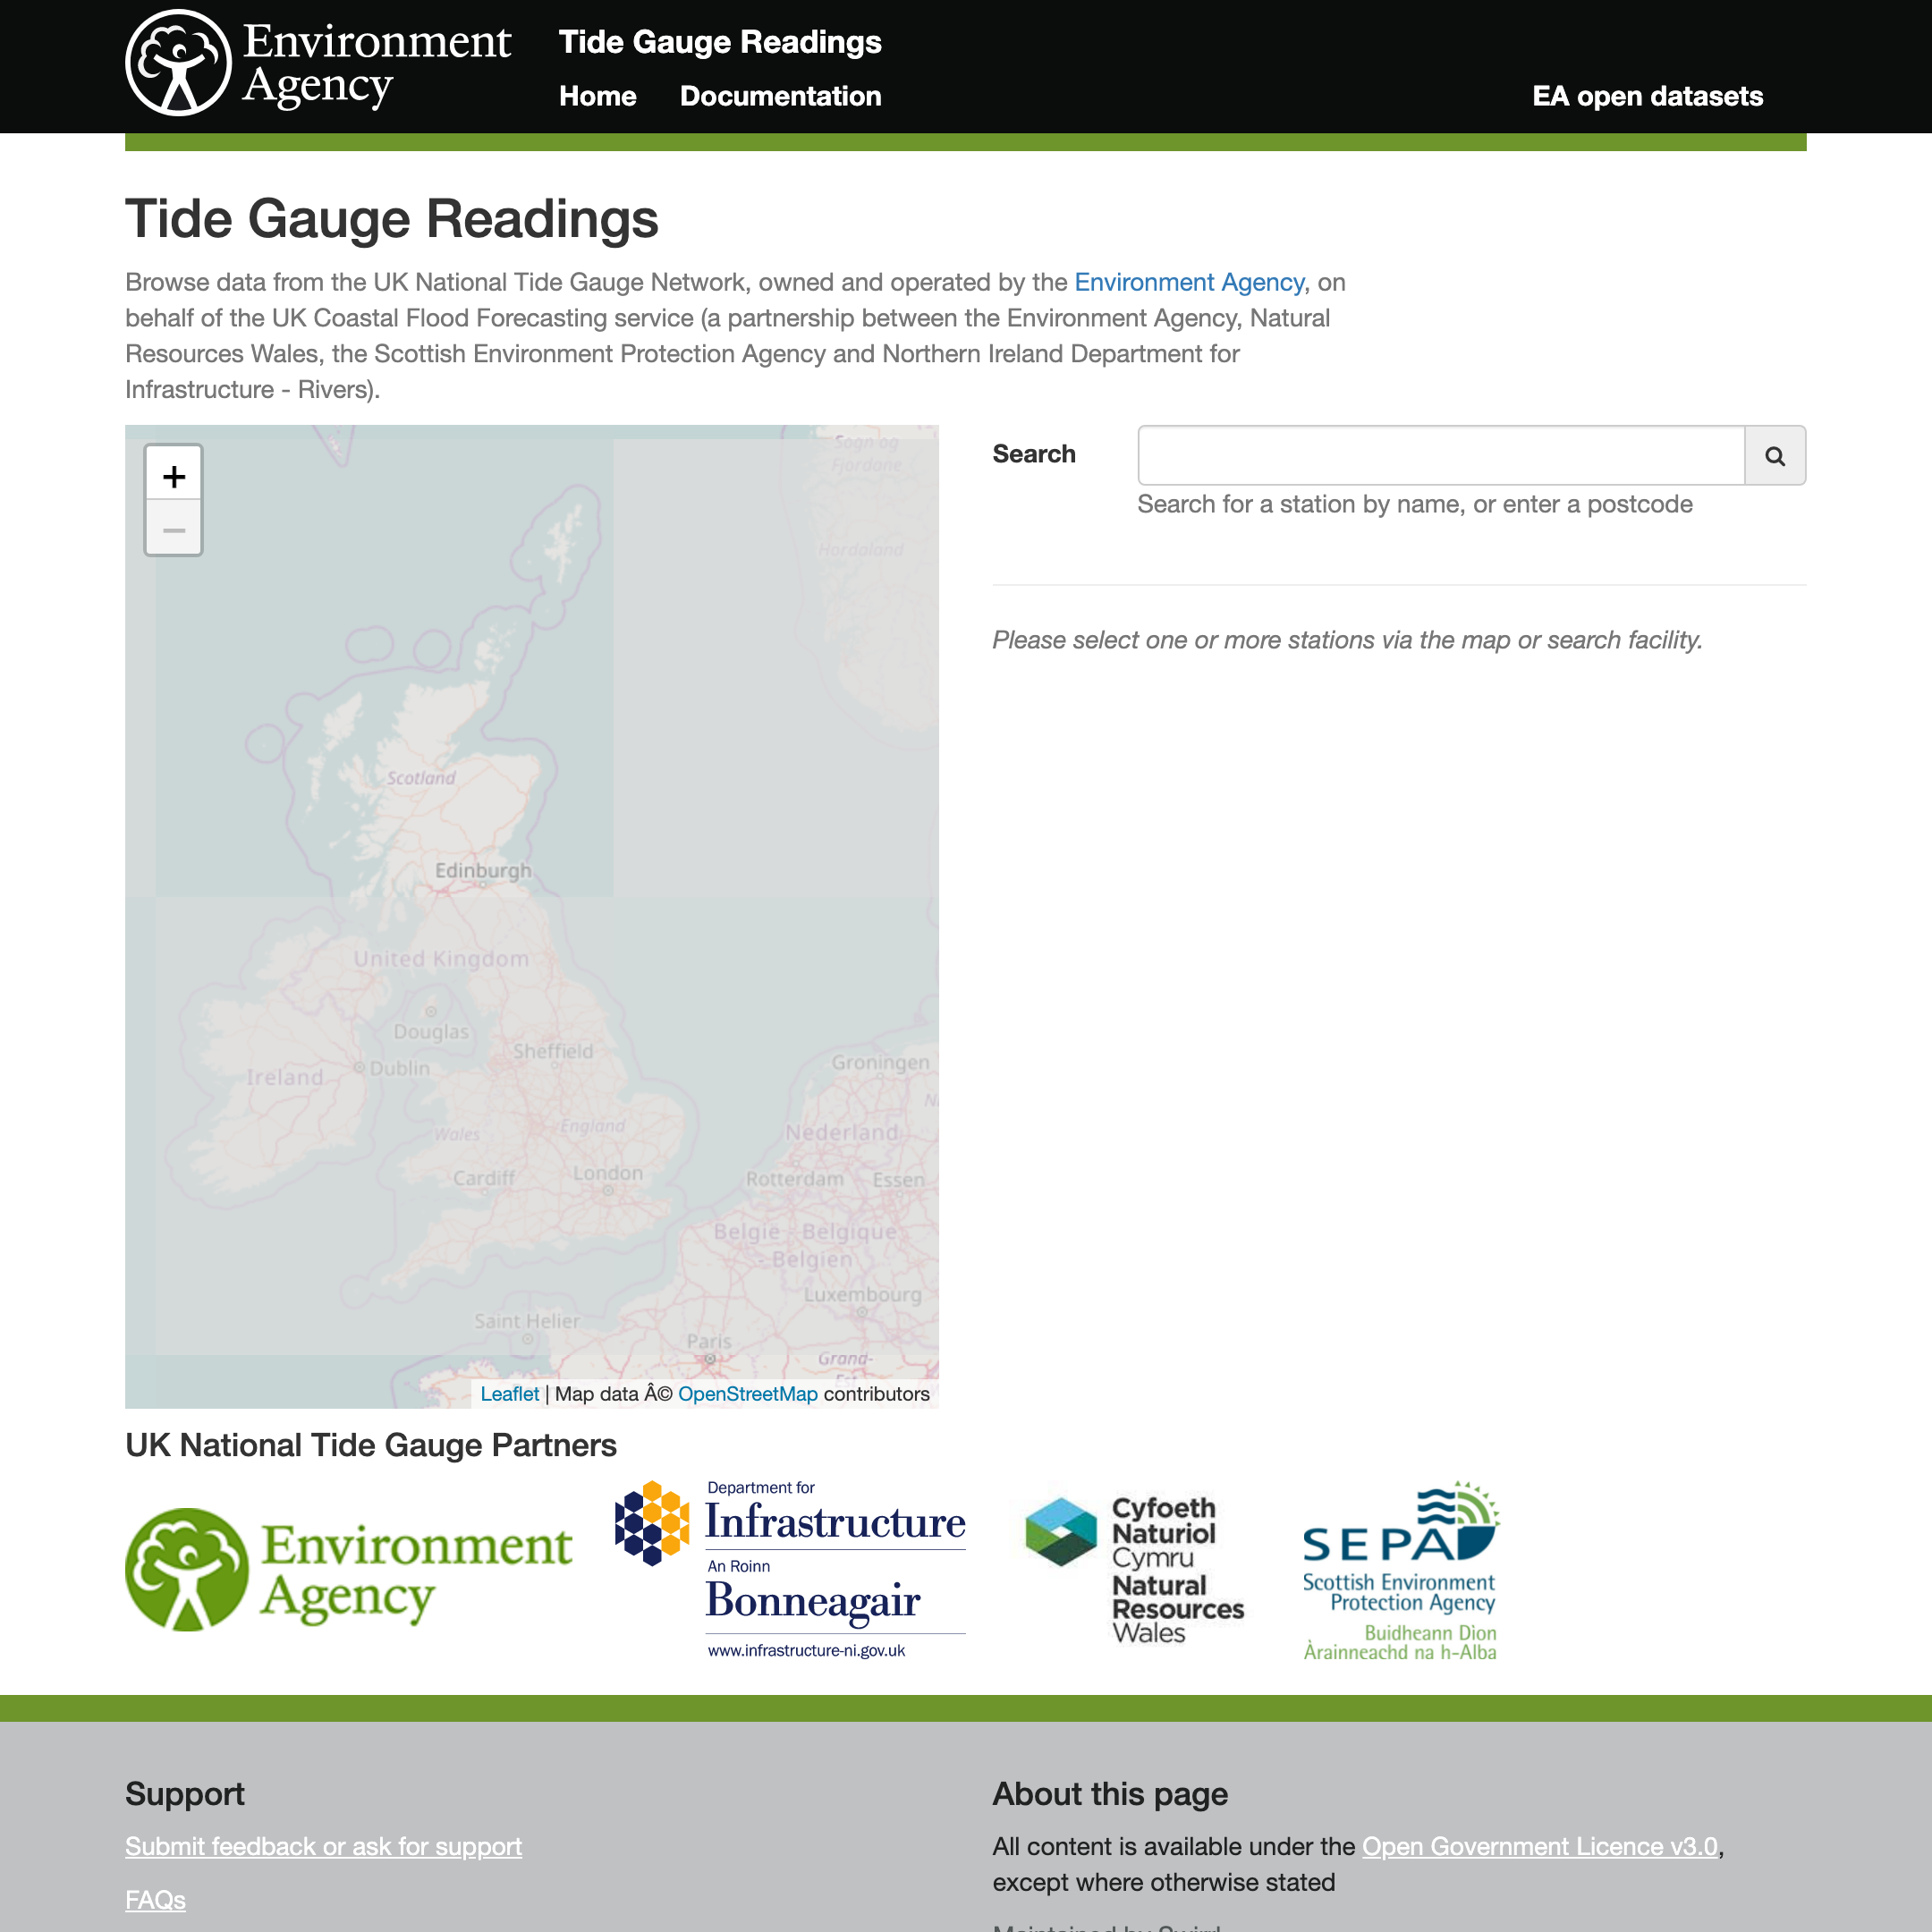 Environment
Agency
Tide Gauge Readings
Home
Documentation
EA open datasets
Tide Gauge Readings
Browse data from the UK National Tide Gauge Network, owned and operated by the Environment Agency, on
behalf of the UK Coastal Flood Forecasting service (a partnership between the Environment Agency, Natural
Resources Wales, the Scottish Environment Protection Agency and Northern Ireland Department for
Infrastructure - Rivers).
+
−
Sogn og
Fjordane
Hordaland
Scotland
Edinburgh
United Kingdom
Douglas
Sheffield
Dublin
Ireland
Groningen
Wales
England
Nederland
Cardiff
London
Rotterdam
Essen
België - Belgique
- Belgien
Luxembourg
Saint Helier
Paris
Grand-
Est
Leaflet | Map data Â© OpenStreetMap contributors
Search
Search for a station by name, or enter a postcode
Please select one or more stations via the map or search facility.
UK National Tide Gauge Partners
Environment
Agency
Department for
Infrastructure
An Roinn
Bonneagair
www.infrastructure-ni.gov.uk
Cyfoeth
Naturiol
Cymru
Natural
Resources
Wales
SEPA
Scottish Environment
Protection Agency
Buidheann Dìon
Àrainneachd na h-Alba
Support
Submit feedback or ask for support
FAQs
About this page
All content is available under the Open Government Licence v3.0,
except where otherwise stated
Maintained by Swirrl